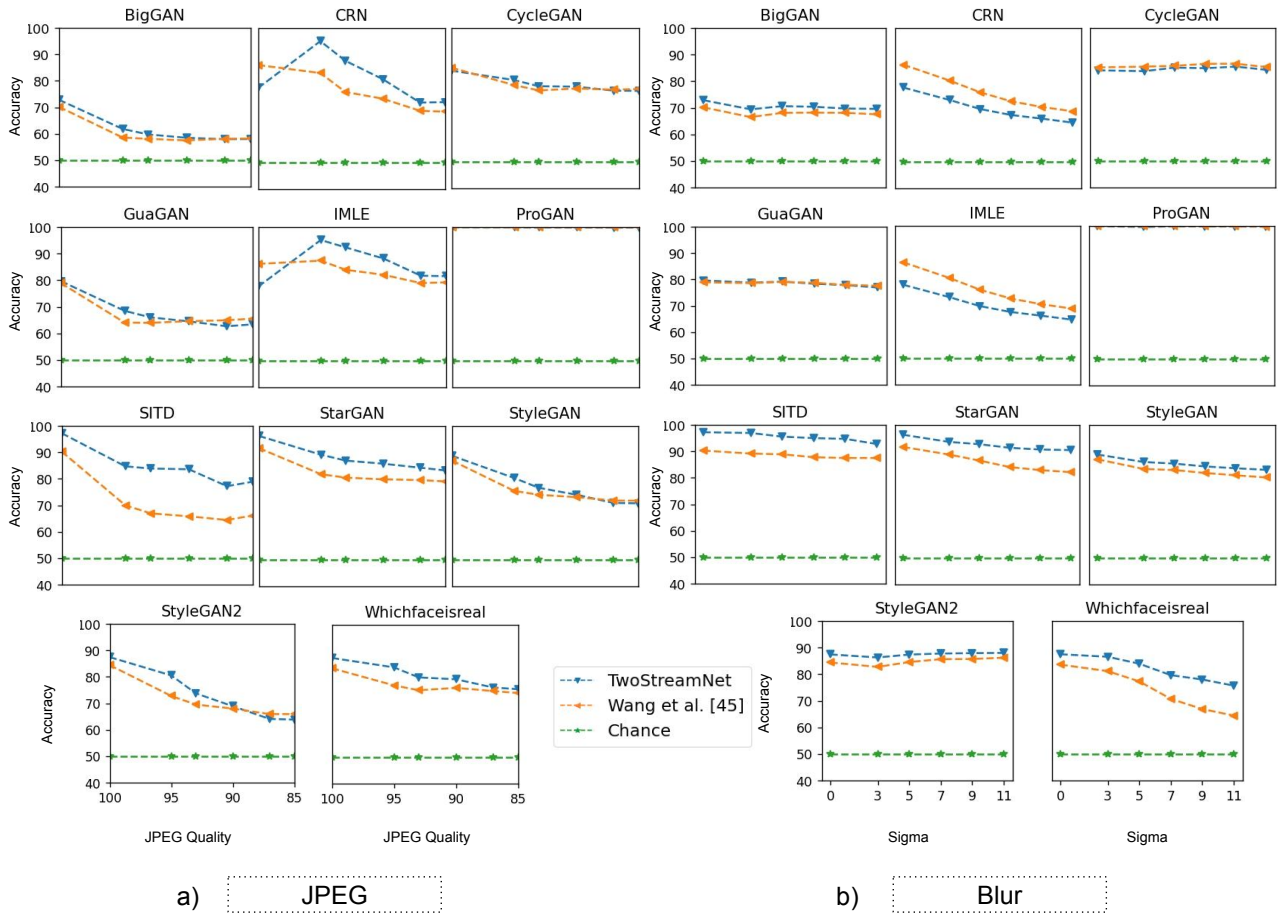 BigGAN CRN CycleGAN BigGAN CRN CycleGAN
100 100
90 90
80 80
70 70
60 60
50 50
40 40
Accuracy Accuracy
GuaGAN IMLE ProGAN GuaGAN IMLE ProGAN
100 100
90 90
80 80
70 70
60 60
50 50
40 40
Accuracy Accuracy
SITD StarGAN StyleGAN SITD StarGAN StyleGAN
100 100
90 90
80 80
70 70
60 60
50 50
40 40
Accuracy Accuracy
StyleGAN2 Whichfaceisreal StyleGAN2 Whichfaceisreal
100 100
90 90
80 80
70 70
60 60
50 50
40 40
Accuracy Accuracy
TwoStreamNet
Wang et al. [45]
Chance
100 95 90 85 100 95 90 85 0 3 5 7 9 11 0 3 5 7 9 11
JPEG Quality JPEG Quality Sigma Sigma
a) JPEG b) Blur